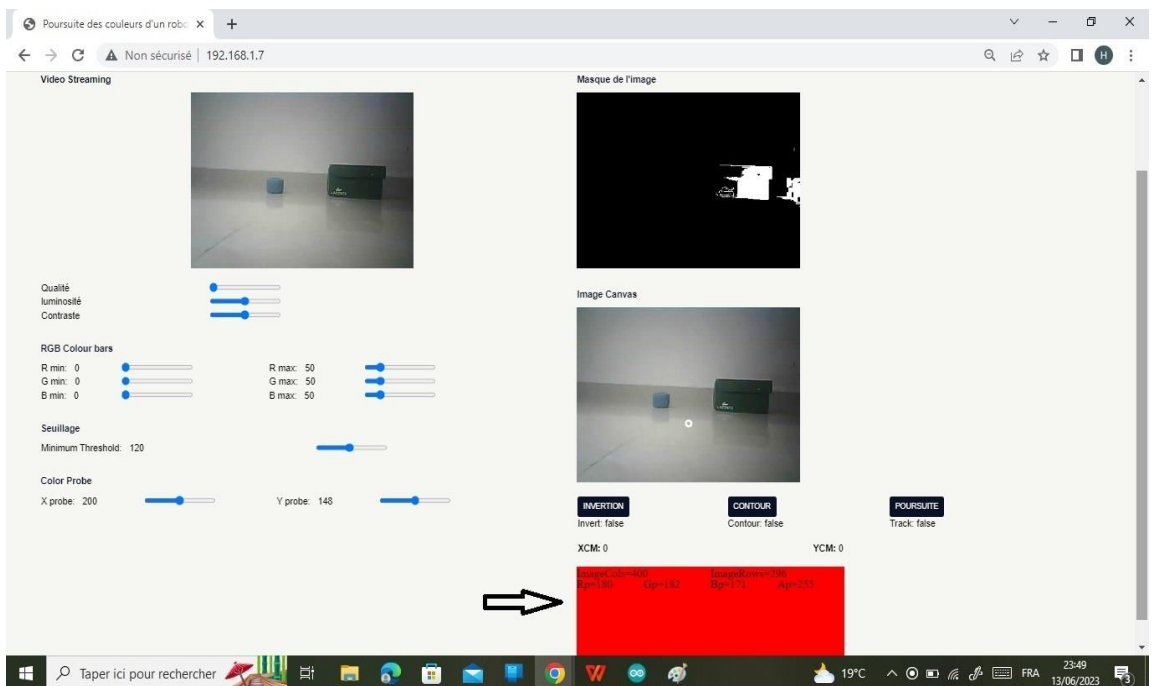 Poursuite des couleurs d'un robo
Non sécurisé | 192.168.1.7
H
Video Streaming
Masque de l'image
Qualité
luminosité
Contraste
Image Canvas
RGB Colour bars
R min: 0 R max: 50
G min: 0 G max: 50
B min: 0 B max: 50
Seuillage
Minimum Threshold: 120
Color Probe
X probe: 200 Y probe: 148
INVERTION CONTOUR POURSUITE
Invert: false Contour: false Track: false
XCM: 0 YCM: 0
ImageCols=400 ImageRows=296
Rp=180 Gp=182 Bp=171 Ap=255
Taper ici pour rechercher
19°C
FRA
23:49
13/06/2023
3